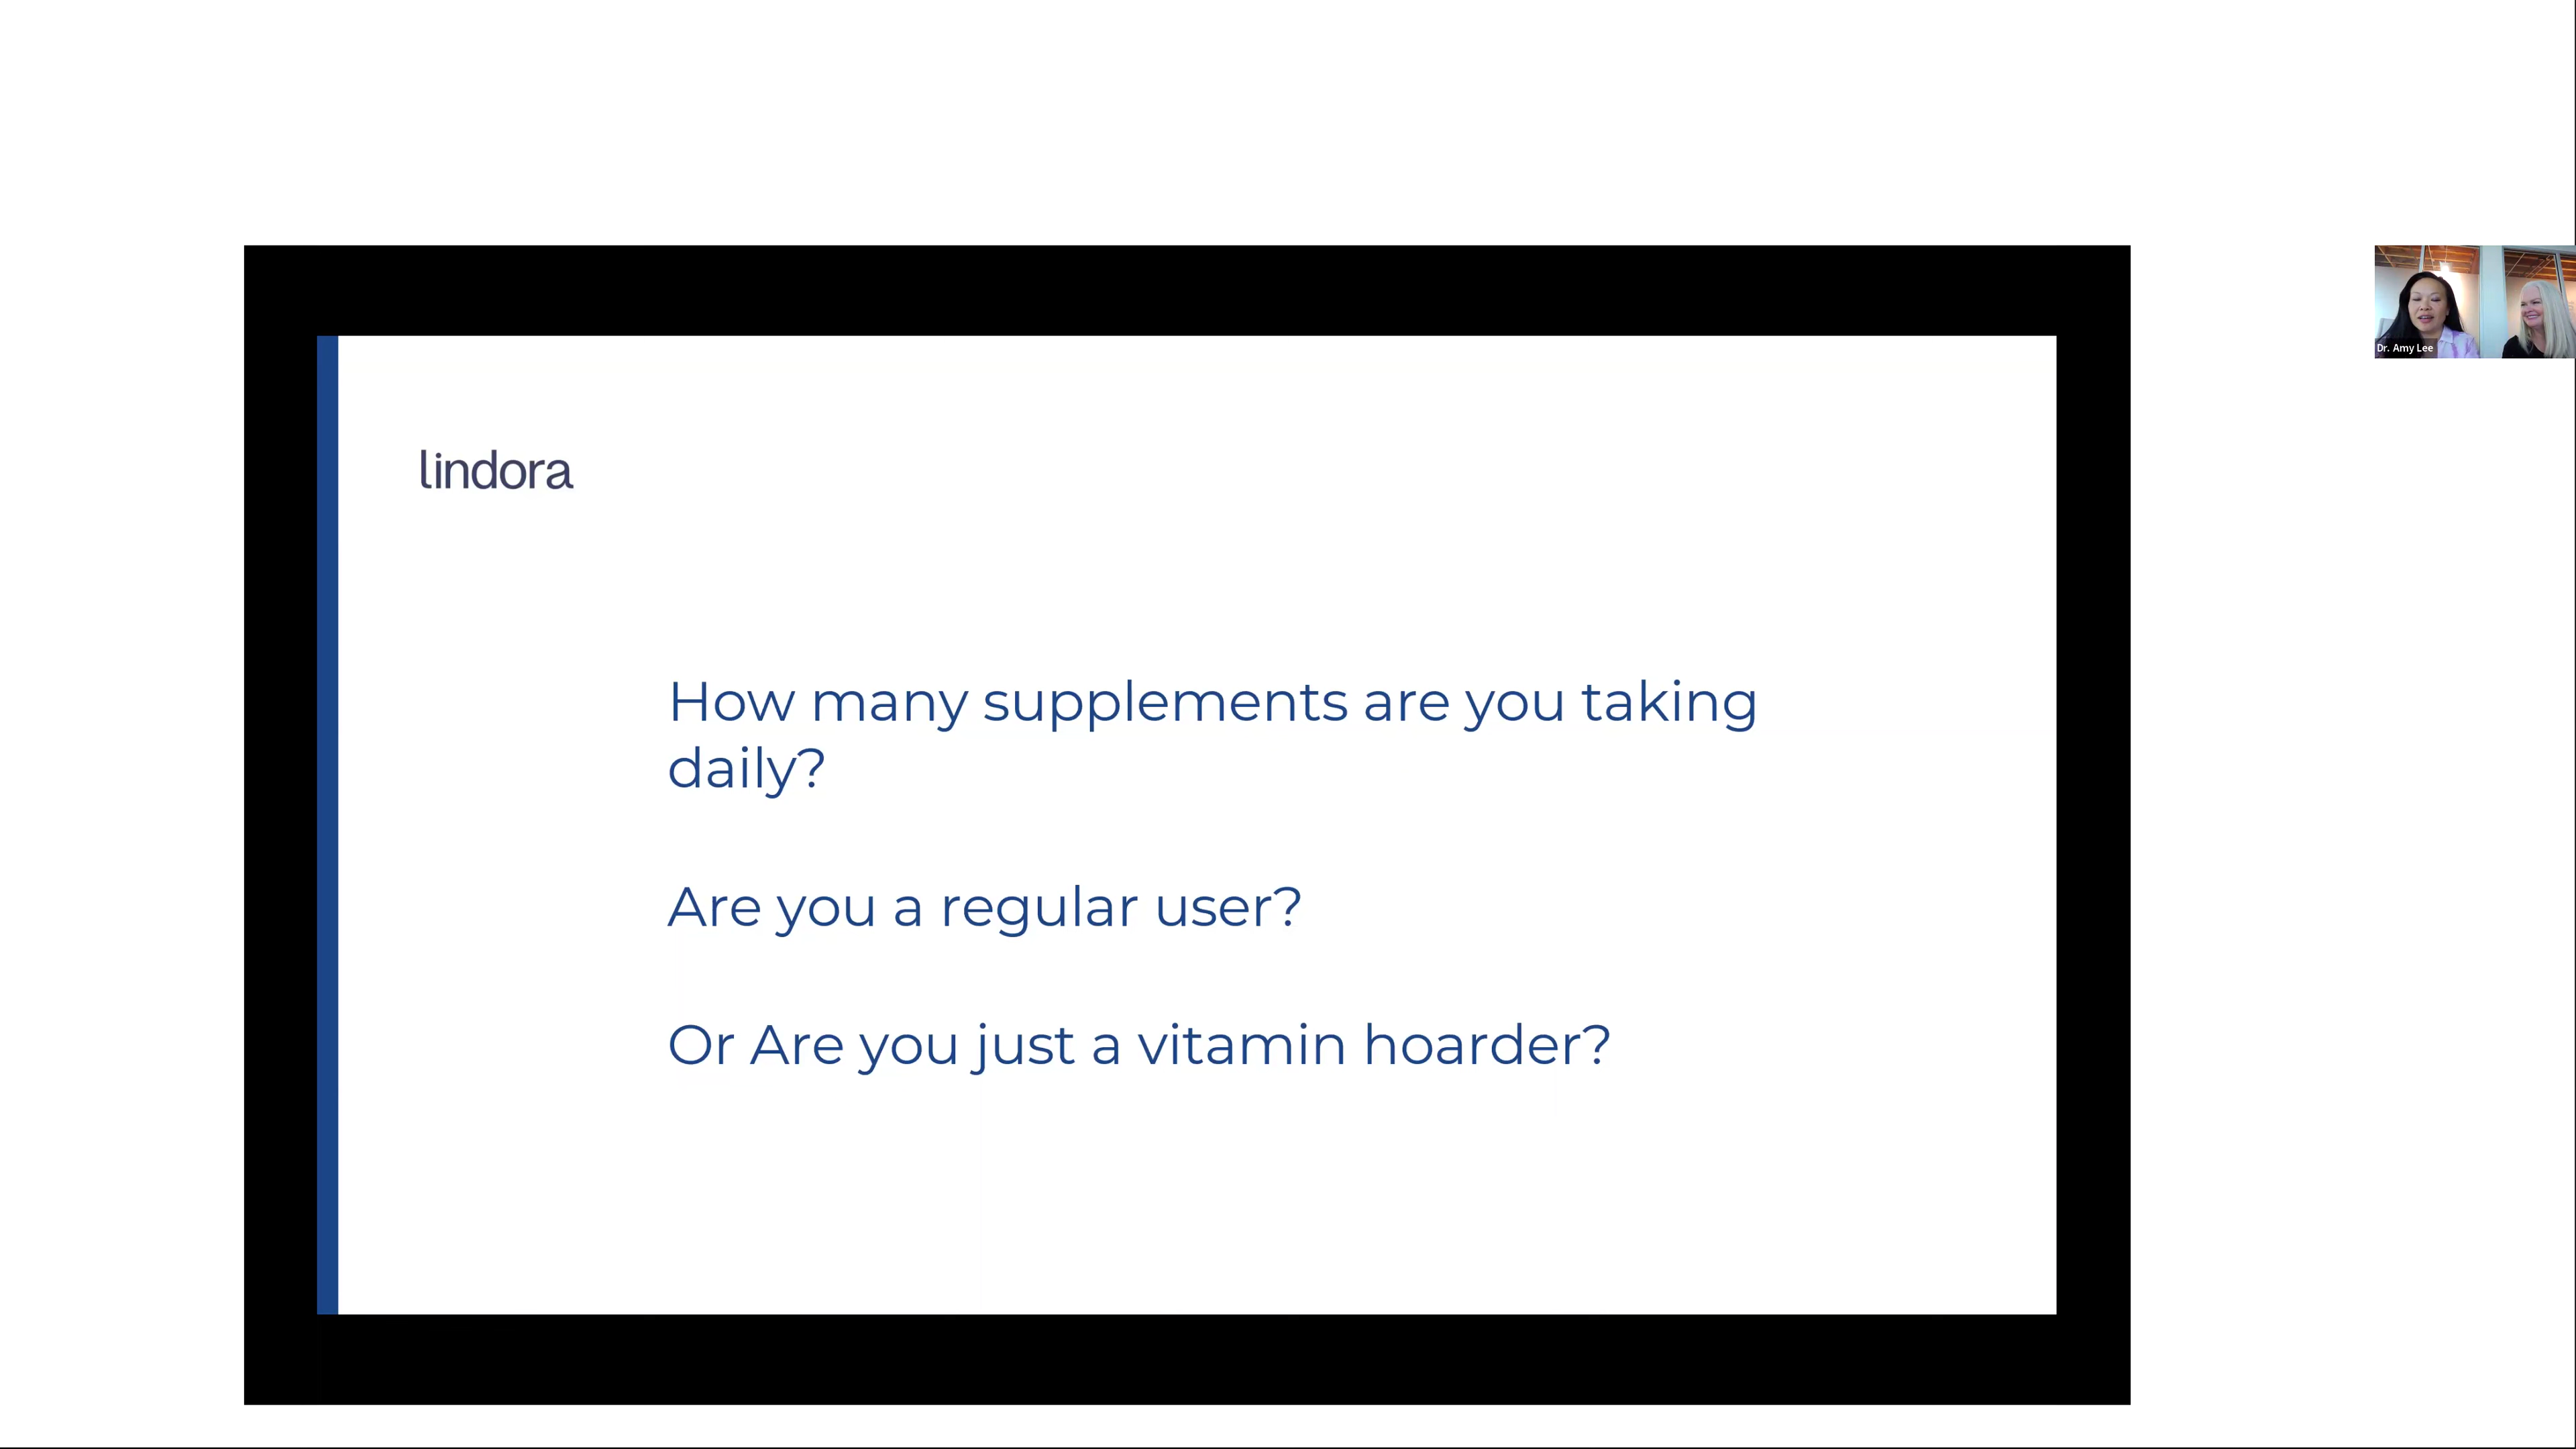 lindora
How many supplements are you taking
daily?
Are you a regular user?
Or Are you just a vitamin hoarder?
Dr. Amy Lee